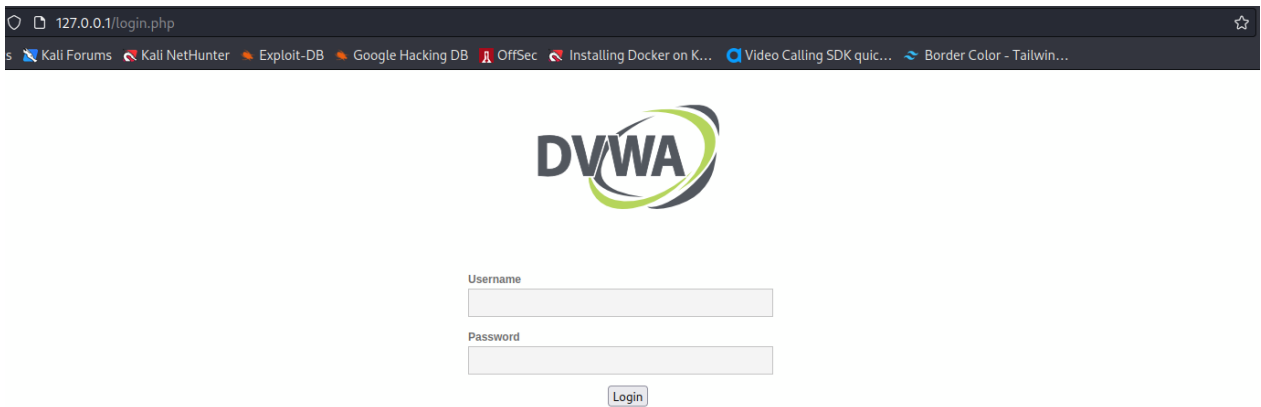 127.0.0.1/login.php
s Kali Forums Kali NetHunter Exploit-DB Google Hacking DB OffSec Installing Docker on K... Video Calling SDK quic... Border Color - Tailwin...
DVWA
Username
Password
Login